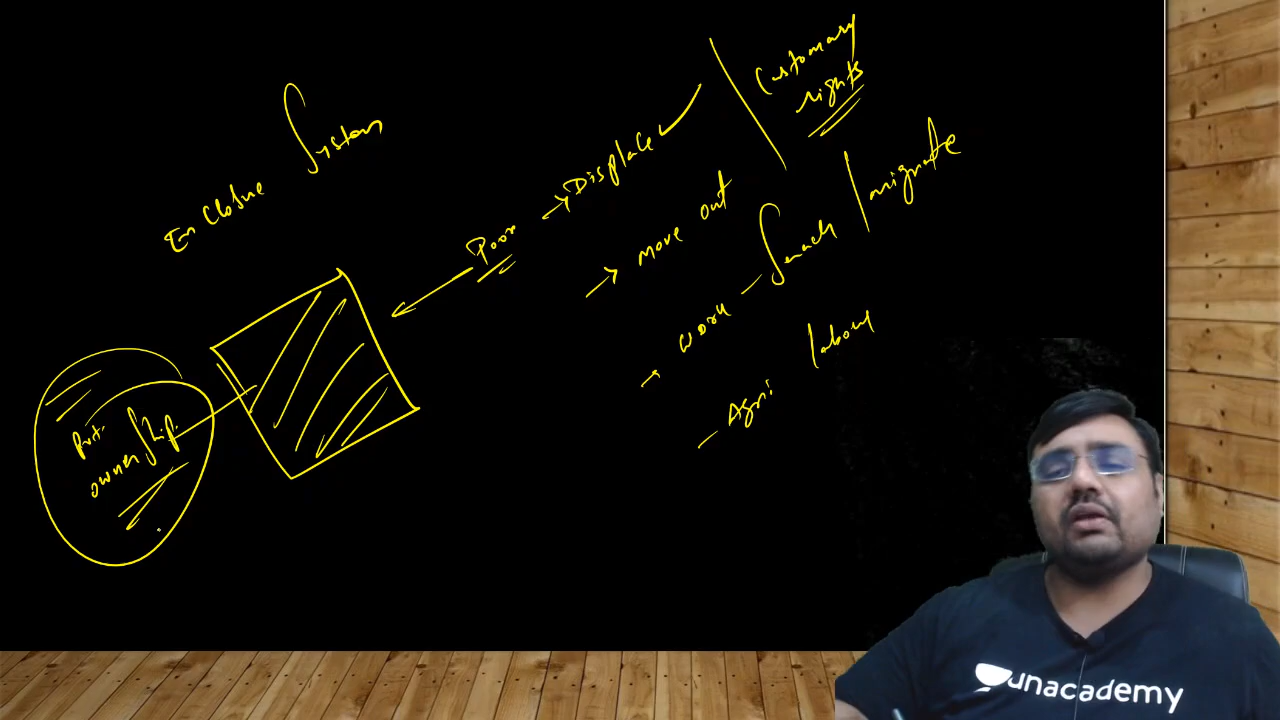 Enclosure System
Poor → Displace ✓
Customary
rights
→ move out
→ work - Search / migrate
- Agri labour
Pvt.
ownership
unacademy